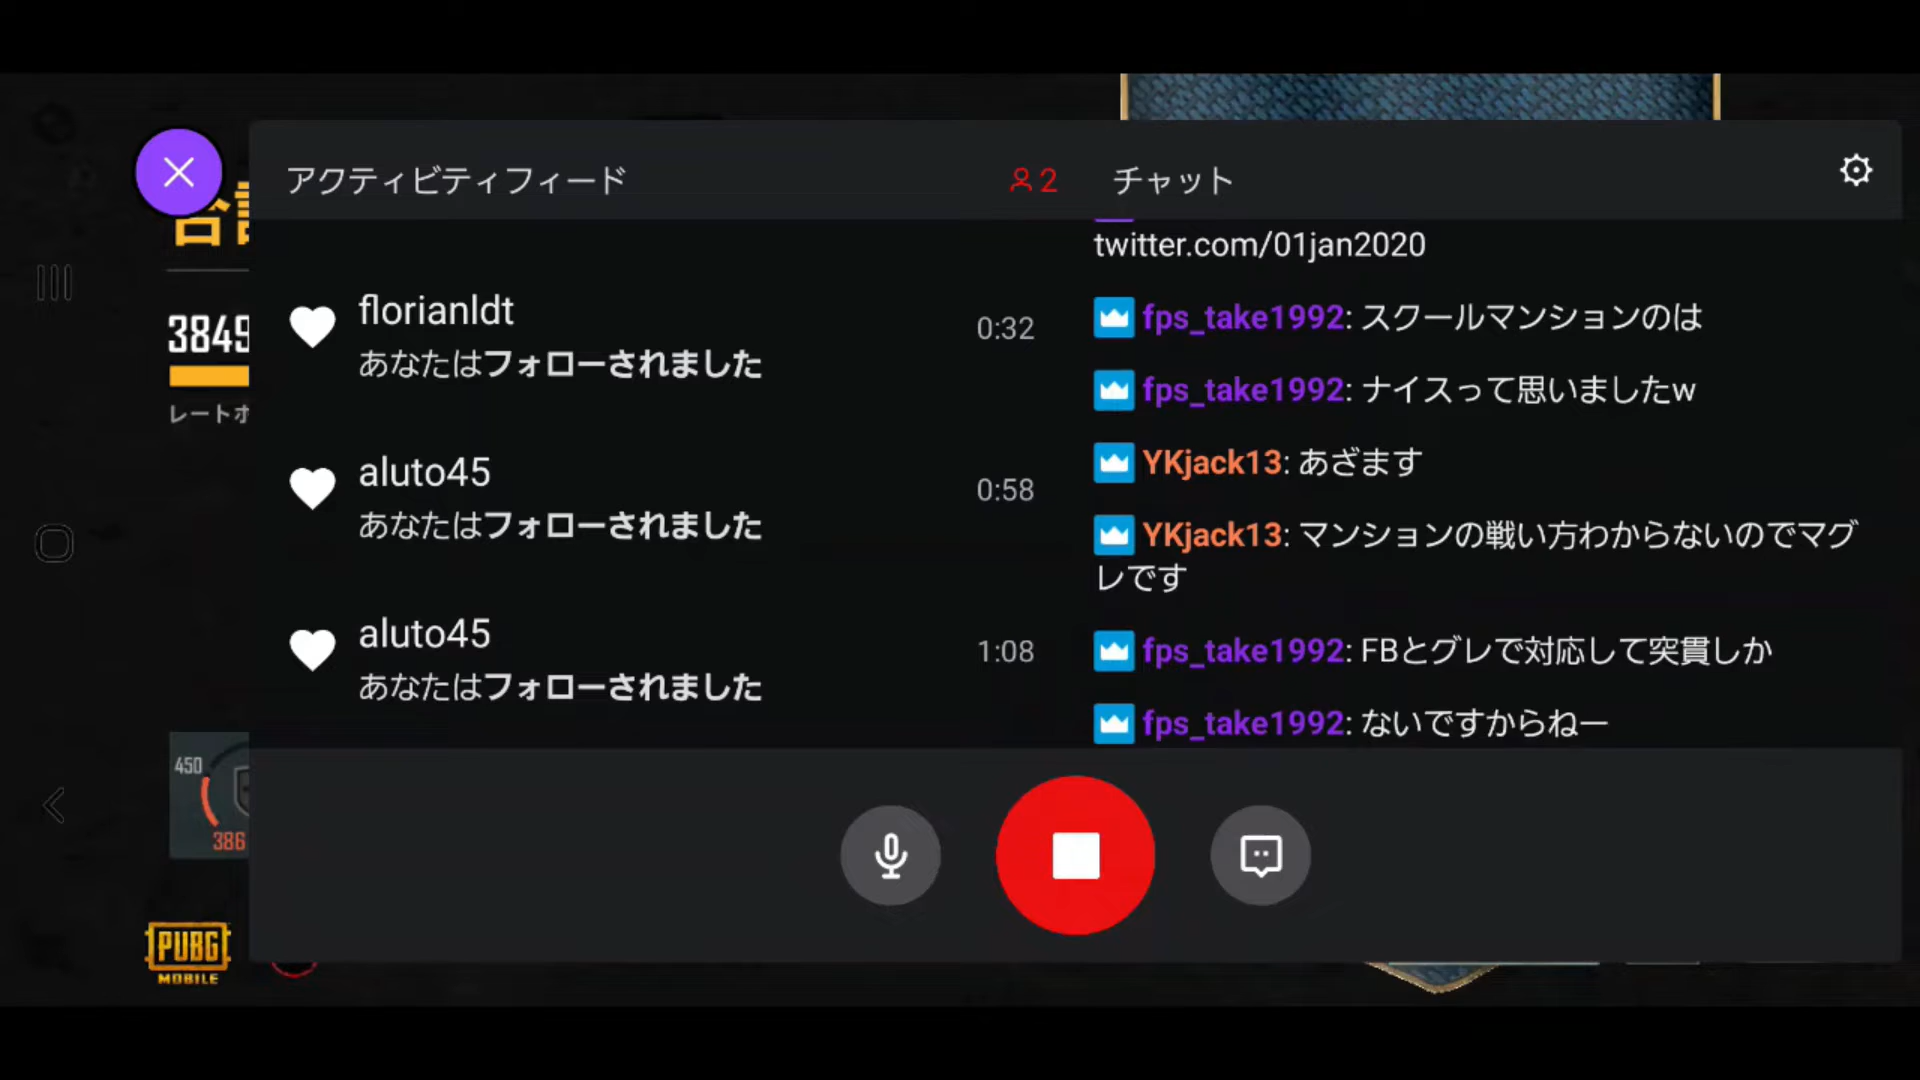 アクティビティフィード
2
florianldt
あなたはフォローされました
0:32
aluto45
あなたはフォローされました
0:58
aluto45
あなたはフォローされました
1:08
チャット
twitter.com/01jan2020
fps_take1992: スクールマンションのは
fps_take1992: ナイスって思いましたw
YKjack13: あざます
YKjack13: マンションの戦い方わからないのでマグ
レです
fps_take1992: FBとグレで対応して突貫しか
fps_take1992: ないですからねー
3849
レートポ
450
386
PUBG
MOBILE